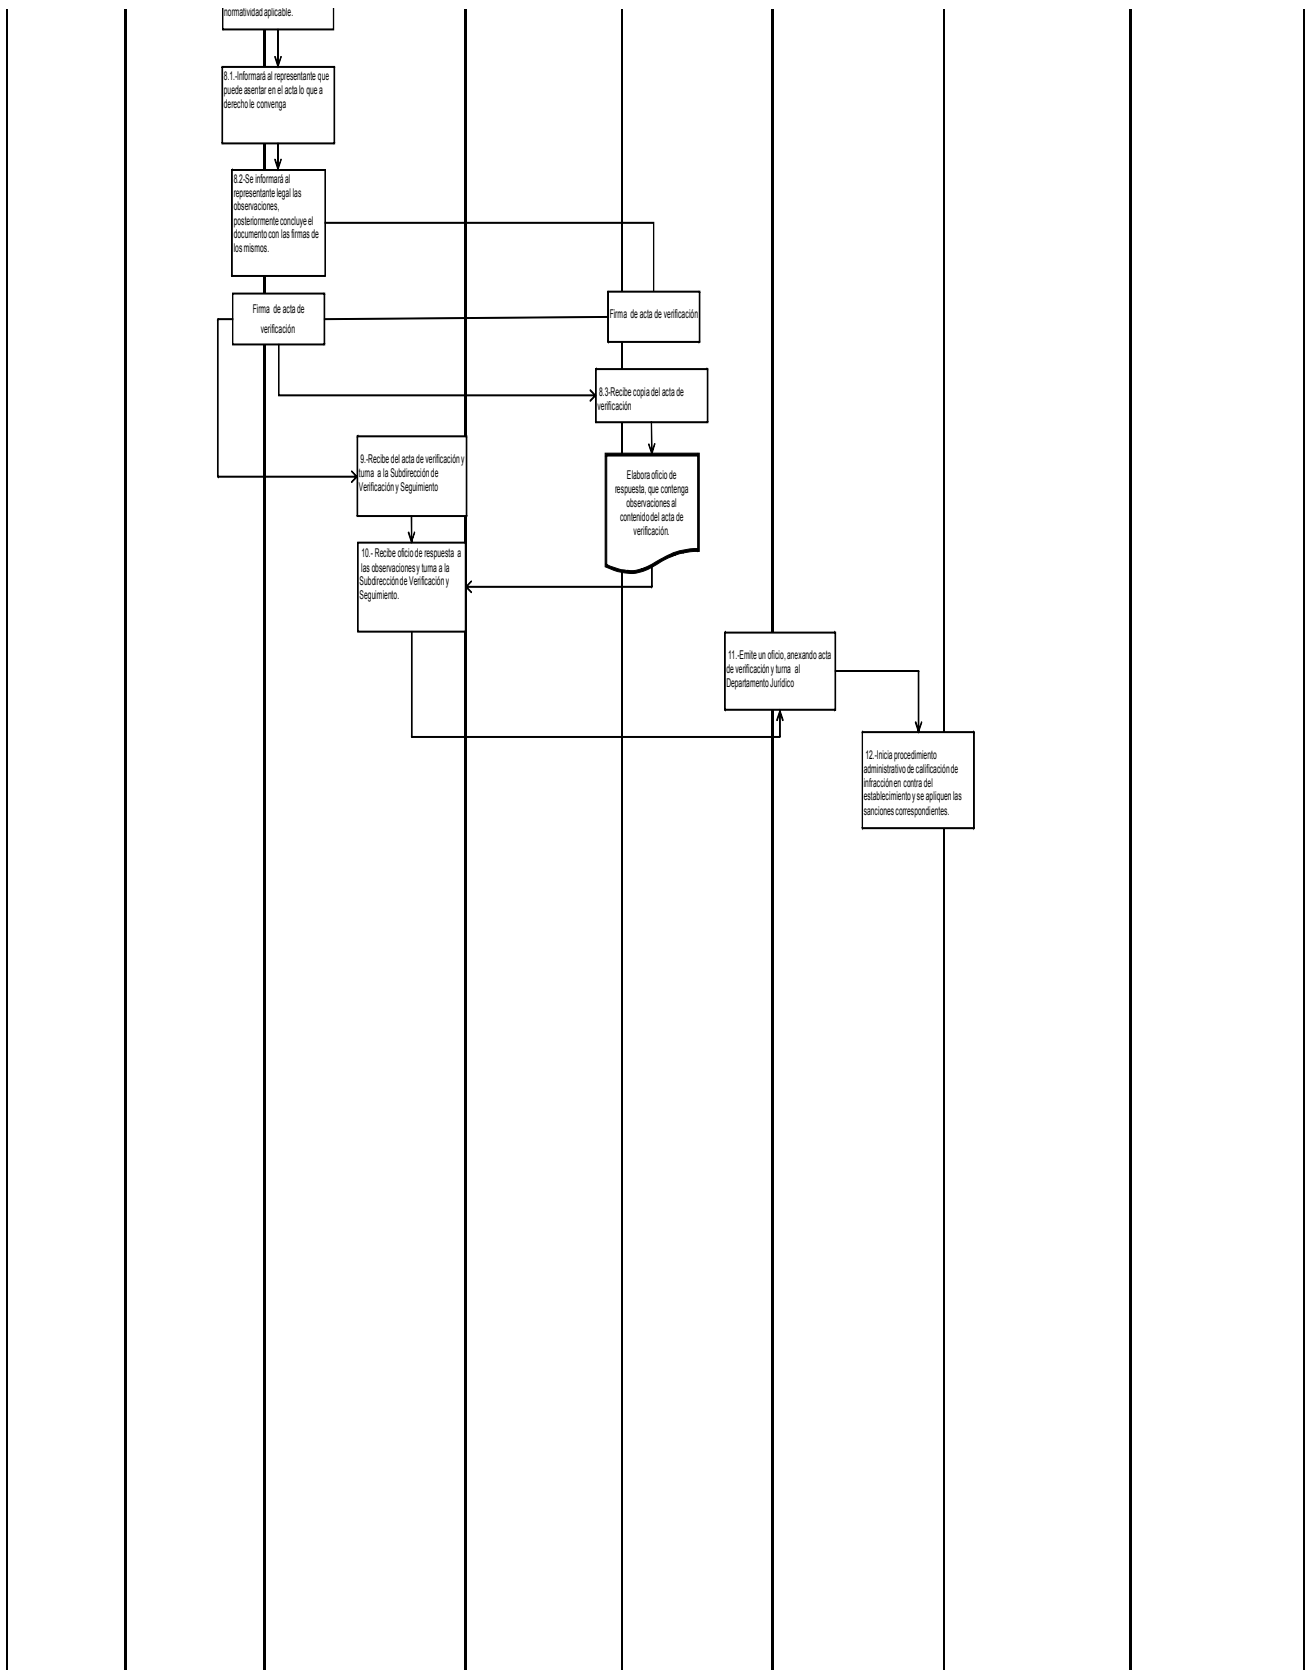 normatividad aplicable.
8.1.-Informará al representante que
puede asentar en el acta lo que a
derecho le convenga
8.2-Se informará al
representante legal las
observaciones,
posteriormente concluye el
documento con las firmas de
los mismos.
Firma de acta de
verificación
Firma de acta de verificación
8.3-Recibe copia del acta de
verificación
9.-Recibe del acta de verificación y
turna a la Subdirección de
Verificación y Seguimiento
Elabora oficio de
respuesta, que contenga
observaciones al
contenido del acta de
verificación.
10.- Recibe oficio de respuesta a
las observaciones y turna a la
Subdirección de Verificación y
Seguimiento.
11.-Emite un oficio, anexando acta
de verificación y turna al
Departamento Jurídico
12.-Inicia procedimiento
administrativo de calificación de
infracción en contra del
establecimiento y se apliquen las
sanciones correspondientes.